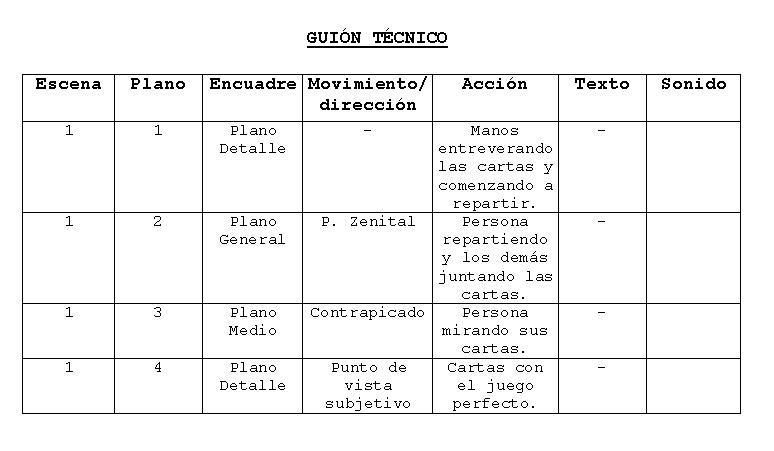 GUIÓN TÉCNICO
Escena Plano Encuadre Movimiento/ dirección Acción Texto Sonido
1 1 Plano Detalle - Manos entreverando las cartas y comenzando a repartir. -
1 2 Plano General P. Zenital Persona repartiendo y los demás juntando las cartas. -
1 3 Plano Medio Contrapicado Persona mirando sus cartas. -
1 4 Plano Detalle Punto de vista subjetivo Cartas con el juego perfecto. -